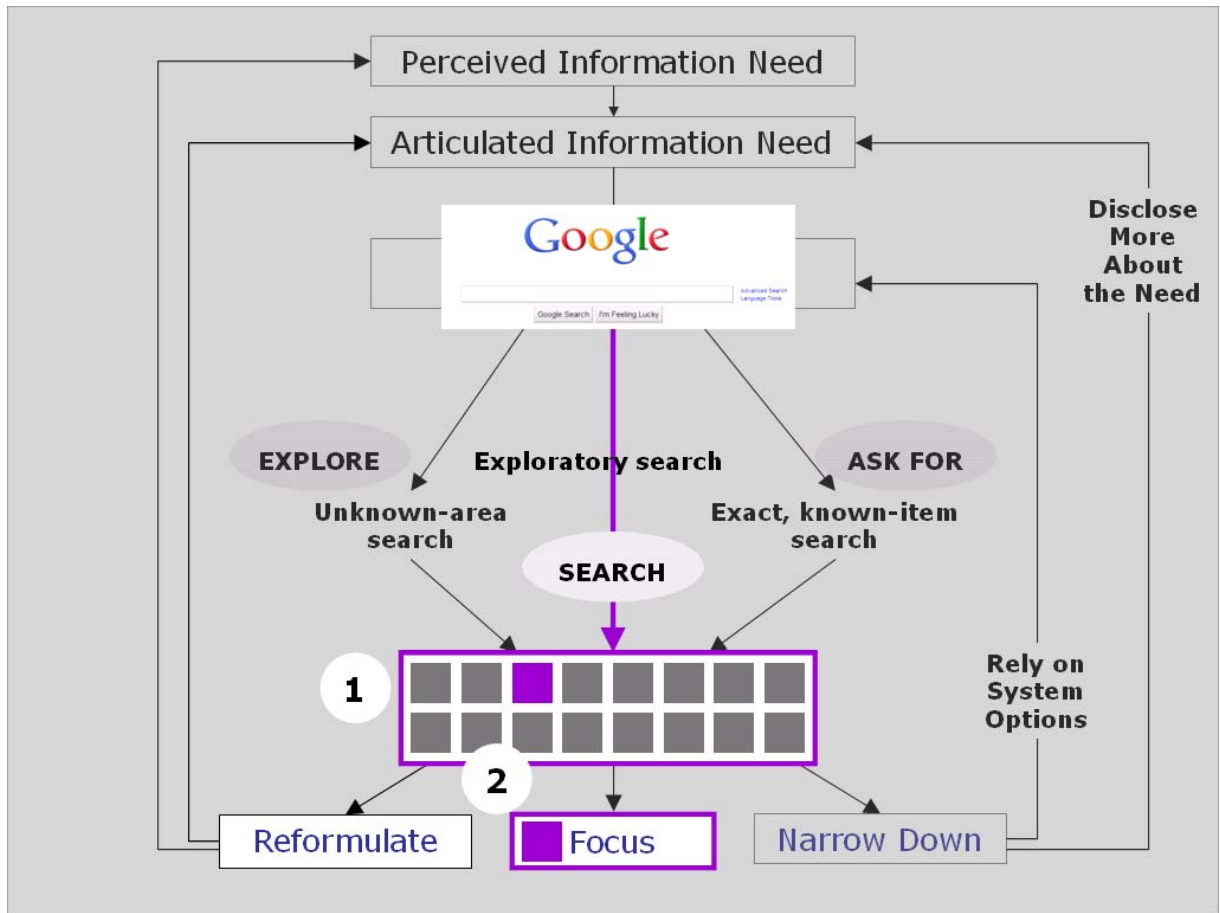 Perceived Information Need
Articulated Information Need
Google
Advanced Search
Language Tools
Google Search
I'm Feeling Lucky
Disclose
More
About
the Need
EXPLORE
Exploratory search
ASK FOR
Unknown-area
search
Exact, known-item
search
SEARCH
1
Rely on
System
Options
2
Reformulate
Focus
Narrow Down